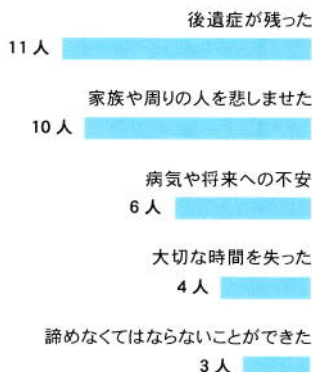 後遺症が残った
11人
家族や周りの人を悲しませた
10人
病気や将来への不安
6人
大切な時間を失った
4人
諦めなくてはならないことができた
3人